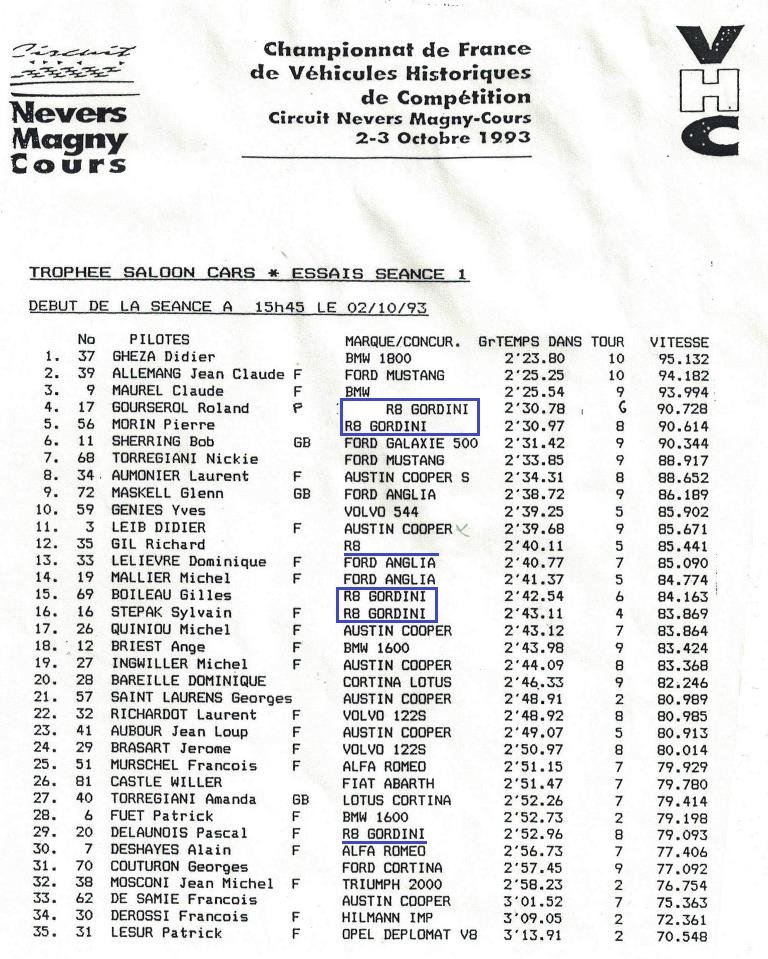 Circuit
Nevers
Magny
Cours
Championnat de France
de Véhicules Historiques
de Compétition
Circuit Nevers Magny-Cours
2-3 Octobre 1993
VHC
TROPHEE SALOON CARS * ESSAIS SEANCE 1
DEBUT DE LA SEANCE A 15h45 LE 02/10/93
No PILOTES MARQUE/CONCUR. GrTEMPS DANS TOUR VITESSE
1. 37 GHEZA Didier BMW 1800 2'23.80 10 95.132
2. 39 ALLEMANG Jean Claude F FORD MUSTANG 2'25.25 10 94.182
3. 9 MAUREL Claude F BMW 2'25.54 9 93.994
4. 17 GOURSEROL Roland F R8 GORDINI 2'30.78 6 90.728
5. 56 MORIN Pierre R8 GORDINI 2'30.97 8 90.614
6. 11 SHERRING Bob GB FORD GALAXIE 500 2'31.42 9 90.344
7. 68 TORREGIANI Nickie FORD MUSTANG 2'33.85 9 88.917
8. 34 AUMONIER Laurent F AUSTIN COOPER S 2'34.31 8 88.652
9. 72 MASKELL Glenn GB FORD ANGLIA 2'38.72 9 86.189
10. 59 GENIES Yves VOLVO 544 2'39.25 5 85.902
11. 3 LEIB DIDIER F AUSTIN COOPER 2'39.68 9 85.671
12. 35 GIL Richard R8 2'40.11 5 85.441
13. 33 LELIEVRE Dominique F FORD ANGLIA 2'40.77 7 85.090
14. 19 MALLIER Michel F FORD ANGLIA 2'41.37 5 84.774
15. 69 BOILEAU Gilles R8 GORDINI 2'42.54 6 84.163
16. 16 STEPAK Sylvain F R8 GORDINI 2'43.11 4 83.869
17. 26 QUINIOU Michel F AUSTIN COOPER 2'43.12 7 83.864
18. 12 BRIEST Ange F BMW 1600 2'43.98 9 83.424
19. 27 INGWILLER Michel F AUSTIN COOPER 2'44.09 8 83.368
20. 28 BAREILLE DOMINIQUE CORTINA LOTUS 2'46.33 9 82.246
21. 57 SAINT LAURENS Georges AUSTIN COOPER 2'48.91 2 80.989
22. 32 RICHARDOT Laurent F VOLVO 122S 2'48.92 8 80.985
23. 41 AUBOUR Jean Loup F AUSTIN COOPER 2'49.07 5 80.913
24. 29 BRASART Jerome F VOLVO 122S 2'50.97 8 80.014
25. 51 MURSCHEL Francois F ALFA ROMEO 2'51.15 7 79.929
26. 81 CASTLE WILLER FIAT ABARTH 2'51.47 7 79.780
27. 40 TORREGIANI Amanda GB LOTUS CORTINA 2'52.26 7 79.414
28. 6 FUET Patrick F BMW 1600 2'52.73 2 79.198
29. 20 DELAUNOIS Pascal F R8 GORDINI 2'52.96 8 79.093
30. 7 DESHAYES Alain F ALFA ROMEO 2'56.73 7 77.406
31. 70 COUTURON Georges FORD CORTINA 2'57.45 9 77.092
32. 38 MOSCONI Jean Michel F TRIUMPH 2000 2'58.23 2 76.754
33. 62 DE SAMIE Francois AUSTIN COOPER 3'01.52 7 75.363
34. 30 DEROSSI Francois F HILMANN IMP 3'09.05 2 72.361
35. 31 LESUR Patrick F OPEL DEPLOMAT V8 3'13.91 2 70.548